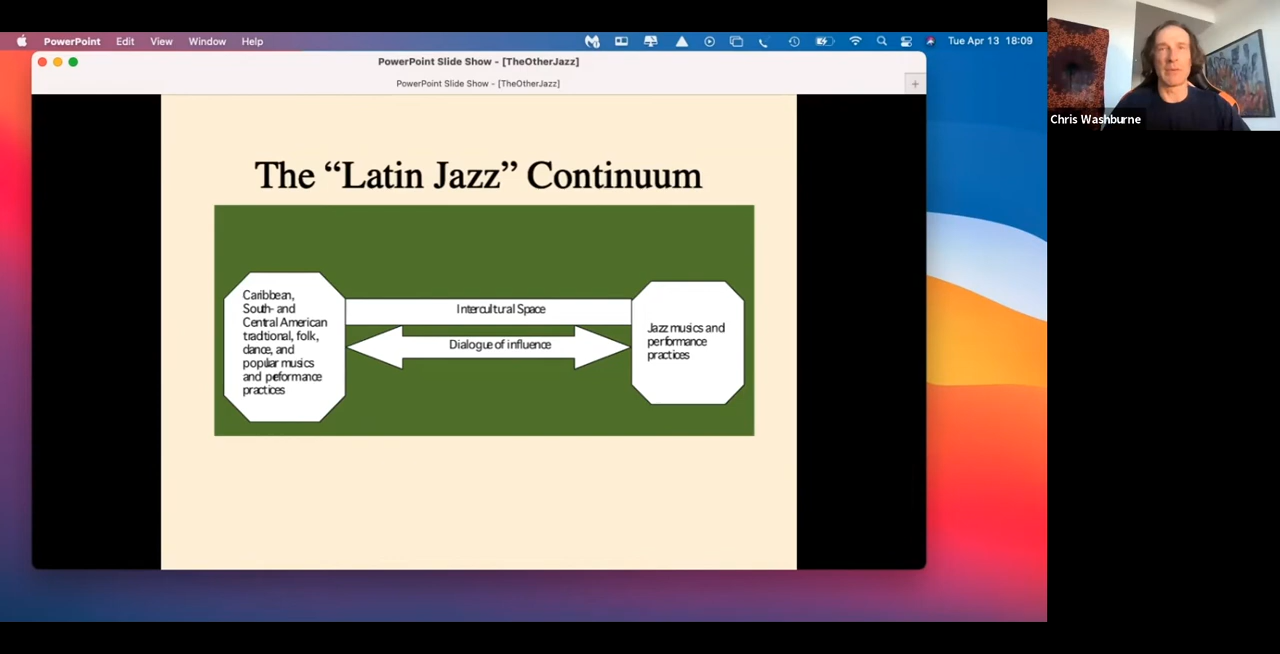 PowerPoint Edit View Window Help
Tue Apr 13 18:09
PowerPoint Slide Show - [TheOtherJazz]
PowerPoint Slide Show - [TheOtherJazz]
+
The “Latin Jazz” Continuum
Caribbean,
South- and
Central American
traditional, folk,
dance, and
popular musics
and peformance
practices
Intercultural Space
Dialogue of influence
Jazz musics and
performance
practices
Chris Washburne